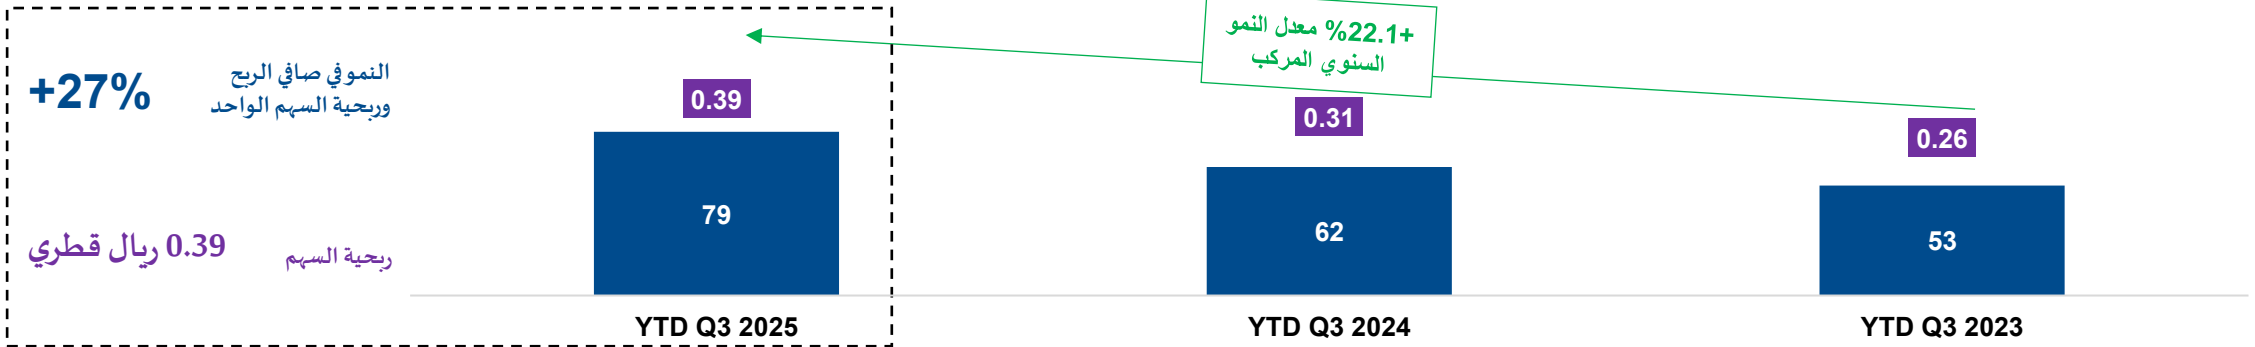 +22.1% معدل النمو
السنوي المركب
النمو في صافي الربح
وربحية السهم الواحد
+27%
ربحية السهم
0.39 ريال قطري
0.39
0.31
0.26
79
62
53
YTD Q3 2025
YTD Q3 2024
YTD Q3 2023